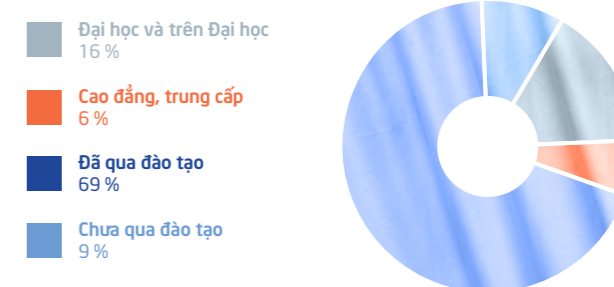 Đại học và trên Đại học
16 %
Cao đẳng, trung cấp
6 %
Đã qua đào tạo
69 %
Chưa qua đào tạo
9 %